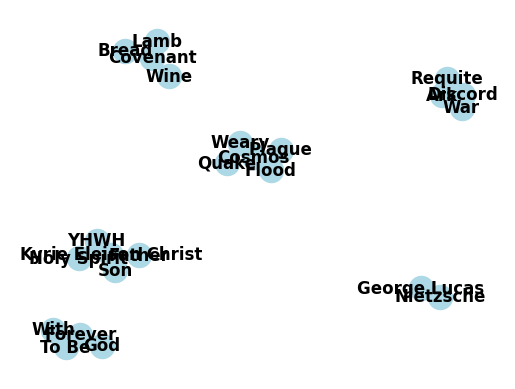 Lamb
Bread
Covenant
Wine
Requite
Discord
Ark
War
Weary
Plague
Cosmos
Quake
Flood
YHWH
Kyrie Eleison
Father
Christ
Holy Spirit
Son
George Lucas
Nietzsche
With
Forever
To Be
God